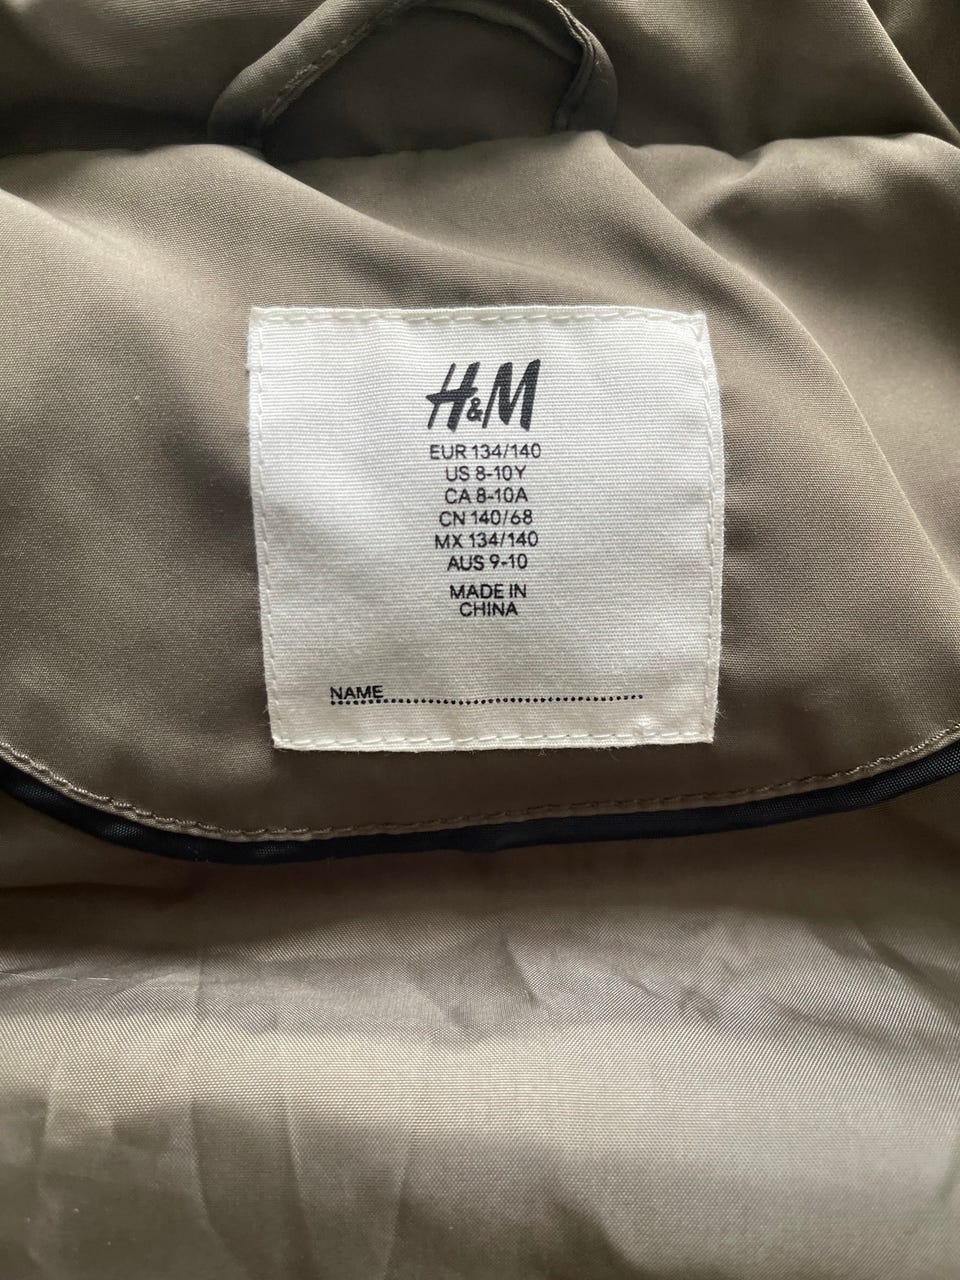 H&M
EUR 134/140
US 8-10Y
CA 8-10A
CN 140/68
MX 134/140
AUS 9-10
MADE IN
CHINA
NAME